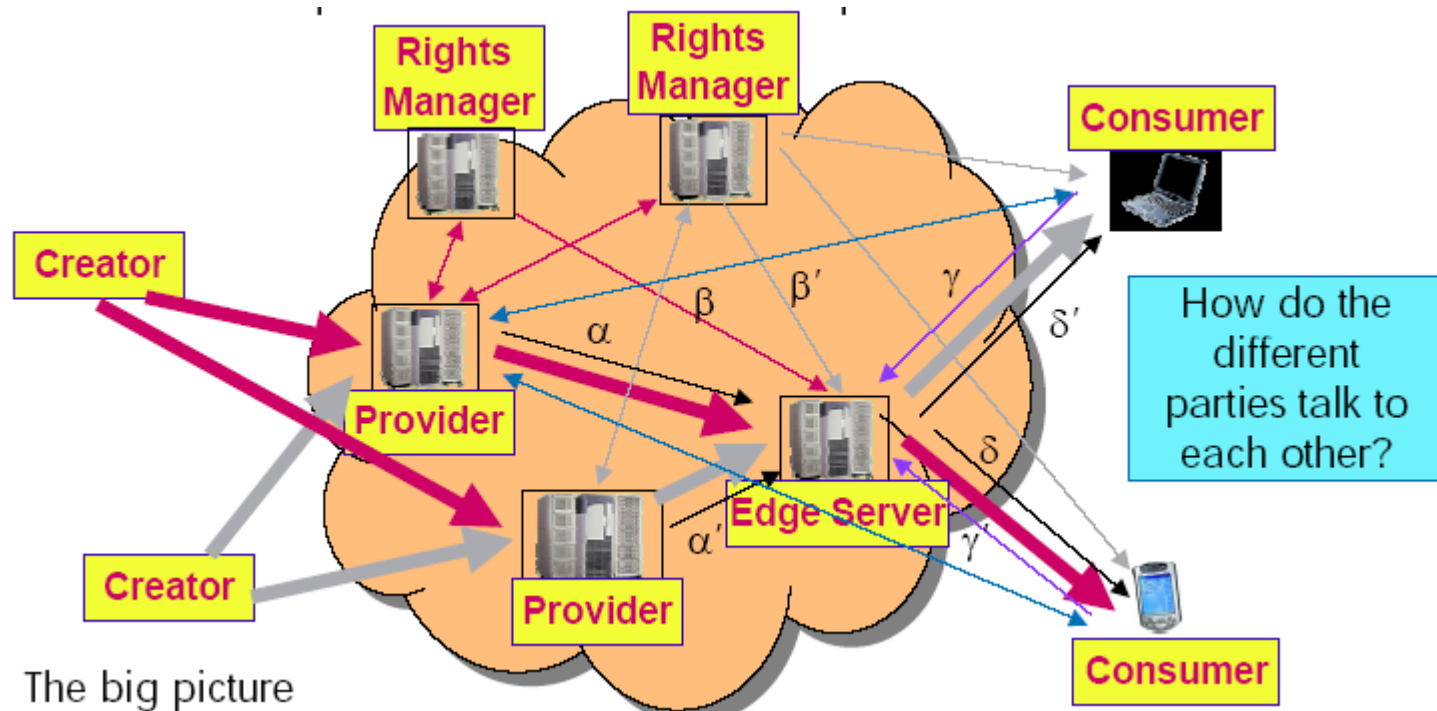 Rights
Manager
Rights
Manager
Consumer
Creator
γ
β
β′
α
δ′
How do the
different
parties talk to
each other?
Provider
δ
Edge Server
α′
γ′
Creator
Provider
Consumer
The big picture